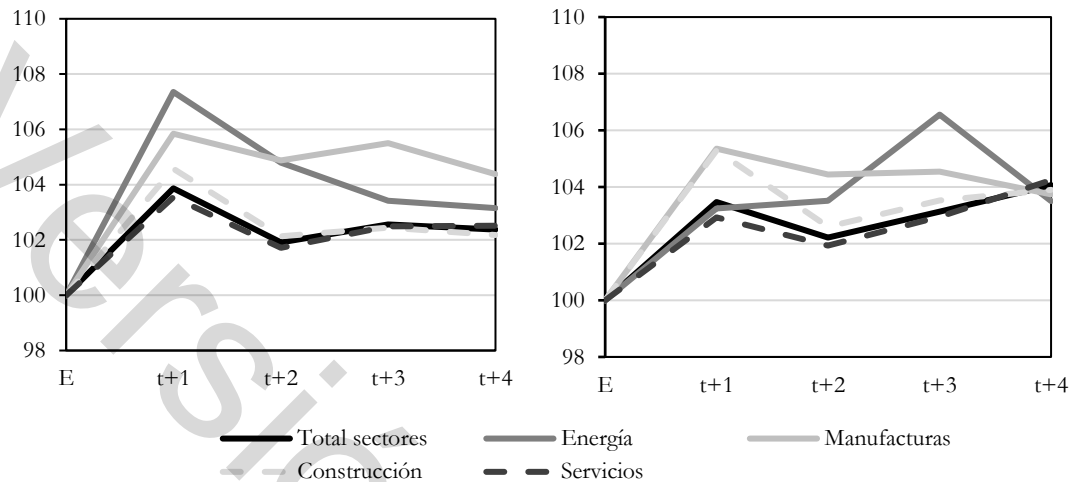 110
108
106
104
102
100
98
E t+1 t+2 t+3 t+4
110
108
106
104
102
100
98
E t+1 t+2 t+3 t+4
Total sectores Energía Manufacturas
Construcción Servicios
Versió